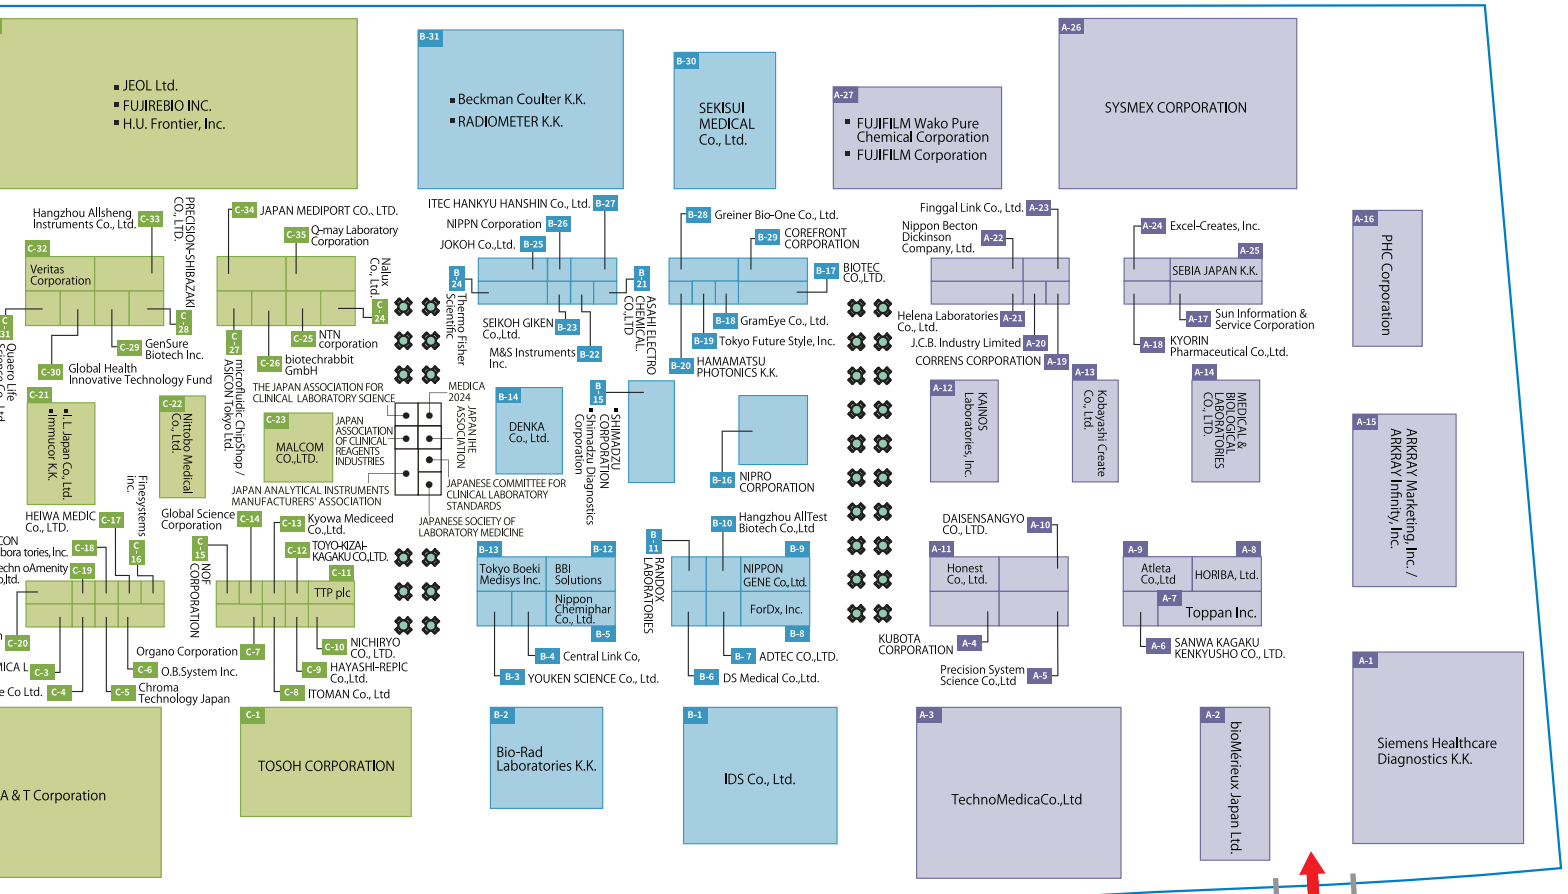 ▪ JEOL Ltd.
▪ FUJIREBIO INC.
▪ H.U. Frontier, Inc.
B-31
▪ Beckman Coulter K.K.
▪ RADIOMETER K.K.
B-30
SEKISUI
MEDICAL
Co., Ltd.
A-27
▪ FUJIFILM Wako Pure
Chemical Corporation
▪ FUJIFILM Corporation
A-26
SYSMEX CORPORATION
Hangzhou Allsheng
Instruments Co., Ltd.
C-33
PRECISION-SHIBAZAKI
CO., LTD.
C-28
C-32
Veritas
Corporation
C-31
Quaero Life
Science Co., Ltd.
C-30
Global Health
Innovative Technology Fund
C-29
GenSure
Biotech Inc.
C-34
JAPAN MEDIPORT CO., LTD.
C-35
Q-may Laboratory
Corporation
Nalux
Co., Ltd.
C-24
C-25
NTN
corporation
C-26
biotechrabbit
GmbH
C-27
microfluidic ChipShop /
ASICON Tokyo Ltd.
ITEC HANKYU HANSHIN Co., Ltd.
B-27
NIPPN Corporation
B-26
JOKOH Co.,Ltd.
B-25
B-24
Thermo Fisher
Scientific
SEIKOH GIKEN
Co.,Ltd.
B-23
M&S Instruments
Inc.
B-22
B-21
ASAHI ELECTRO
CHEMICAL.
CO.,LTD
B-28
Greiner Bio-One Co., Ltd.
B-29
COREFRONT
CORPORATION
B-17
BIOTEC
CO.,LTD.
B-18
GramEye Co., Ltd.
B-19
Tokyo Future Style, Inc.
B-20
HAMAMATSU
PHOTONICS K.K.
Finggal Link Co., Ltd.
A-23
Nippon Becton
Dickinson
Company, Ltd.
A-22
Helena Laboratories
Co., Ltd.
A-21
J.C.B. Industry Limited
A-20
CORRENS CORPORATION
A-19
A-24
Excel-Creates, Inc.
A-25
SEBIA JAPAN K.K.
A-17
Sun Information &
Service Corporation
A-18
KYORIN
Pharmaceutical Co.,Ltd.
A-16
PHC Corporation
C-21
▪ I. L. Japan Co., Ltd.
▪ Immucor K.K.
C-22
Nittobo Medical
Co., Ltd.
C-23
MALCOM
CO.,LTD.
THE JAPAN ASSOCIATION FOR
CLINICAL LABORATORY SCIENCE
MEDICA
2024
JAPAN
ASSOCIATION
OF CLINICAL
REAGENTS
INDUSTRIES
JAPAN IHE
ASSOCIATION
JAPAN ANALYTICAL INSTRUMENTS
MANUFACTURERS' ASSOCIATION
JAPANESE COMMITTEE FOR
CLINICAL LABORATORY
STANDARDS
JAPANESE SOCIETY OF
LABORATORY MEDICINE
B-14
DENKA
Co., Ltd.
B-15
▪ SHIMADZU
CORPORATION
▪ Shimadzu Diagnostics
Corporation
B-16
NIPRO
CORPORATION
A-12
KAINOS
Laboratories, Inc.
A-13
Kobayashi Create
Co., Ltd.
A-14
MEDICAL &
BIOLOGICAL
LABORATORIES
CO., LTD.
A-15
ARKRAY Marketing, Inc. /
ARKRAY Infinity, Inc.
HEIWA MEDIC
Co., LTD.
C-17
Finesystems
inc.
C-16
CON
bora tories, Inc.
C-18
echn oAmenity
o,ltd.
C-19
C-20
MICA L
C-3
e Co Ltd.
C-4
C-5
Chroma
Technology Japan
C-6
O.B.System Inc.
Global Science
Corporation
C-14
C-13
Kyowa Mediceed
Co.,Ltd.
C-12
TOYO-KIZAI-
KAGAKU CO.,LTD.
C-15
NOF
CORPORATION
C-11
TTP plc
Organo Corporation
C-7
C-10
NICHIRYO
CO., LTD.
C-9
HAYASHI-REPIC
Co.,Ltd.
C-8
ITOMAN Co., Ltd
B-13
Tokyo Boeki
Medisys Inc.
B-12
BBI
Solutions
Nippon
Chemiphar
Co., Ltd.
B-5
B-4
Central Link Co,
B-3
YOUKEN SCIENCE Co., Ltd.
B-11
RANDOX
LABORATORIES
B-10
Hangzhou AllTest
Biotech Co.,Ltd
B-9
NIPPON
GENE Co., Ltd.
ForDx, Inc.
B-8
B-7
ADTEC CO.,LTD.
B-6
DS Medical Co.,Ltd.
DAISENSANGYO
CO., LTD.
A-10
A-11
Honest
Co., Ltd.
KUBOTA
CORPORATION
A-4
Precision System
Science Co.,Ltd
A-5
A-9
Atleta
Co.,Ltd
A-8
HORIBA, Ltd.
A-7
Toppan Inc.
A-6
SANWA KAGAKU
KENKYUSHO CO., LTD.
A & T Corporation
C-1
TOSOH CORPORATION
B-2
Bio-Rad
Laboratories K.K.
B-1
IDS Co., Ltd.
A-3
TechnoMedicaCo.,Ltd
A-2
bioMérieux Japan Ltd.
A-1
Siemens Healthcare
Diagnostics K.K.